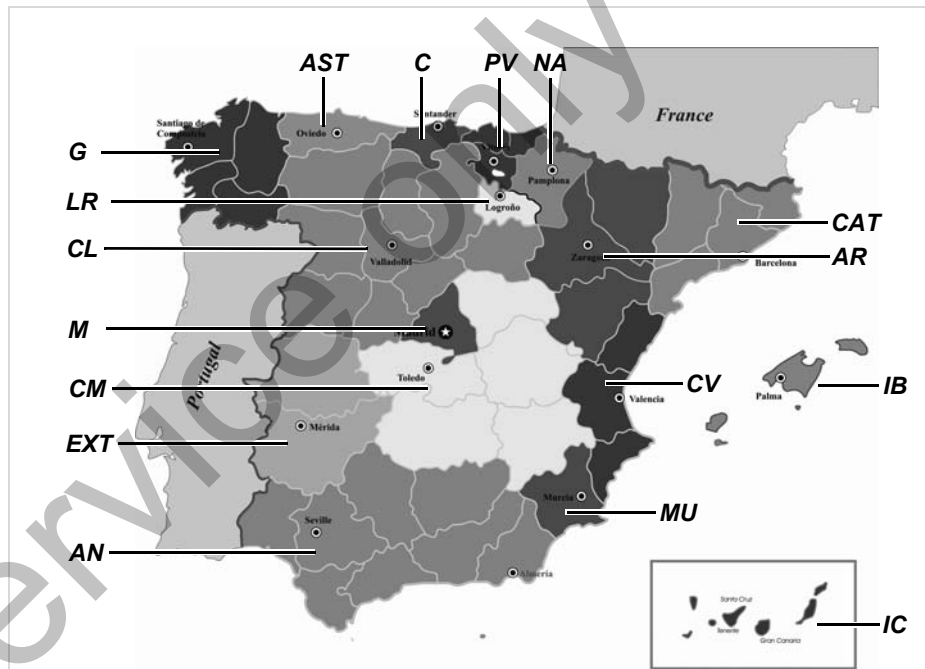 AST C PV NA
Santander
France
Santiago de
Compostela
Oviedo
G
Pamplona
LR
Logroño
CAT
CL
Valladolid
Zarago
AR
Barcelona
M
Madrid
Portugal
Toledo
CM
CV
Palma
IB
Valencia
Mérida
EXT
Murcia
MU
Seville
AN
Almería
Santa Cruz
Tenerife
Gran Canaria
IC
service only